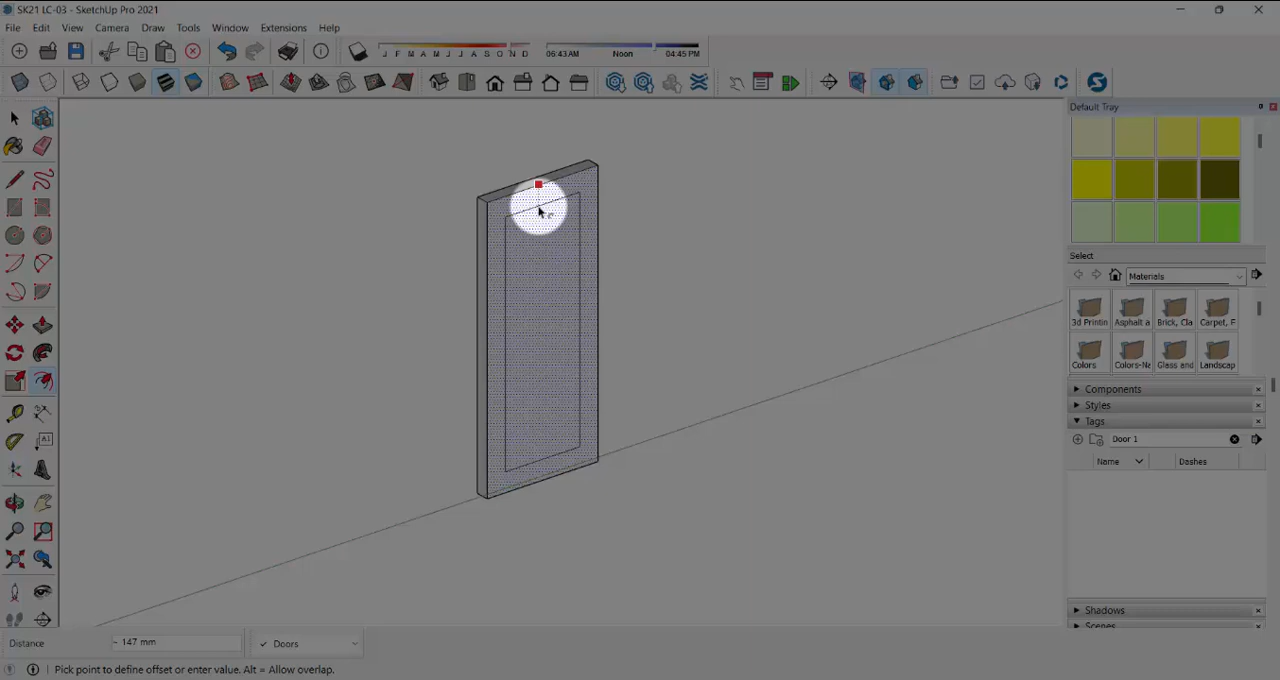 SK21 LC-03 - SketchUp Pro 2021
File Edit View Camera Draw Tools Window Extensions Help
J F M A M J J A S O N D 06:43 AM Noon 04:45 PM
Default Tray
Select
Materials
3d Printin Asphalt a Brick, Cla Carpet, F
Colors Colors-Na Glass and Landscap
Components
Styles
Tags
Door 1
Name Dashes
Shadows
Scenes
Distance ~ 147 mm Doors
Pick point to define offset or enter value. Alt = Allow overlap.
A1